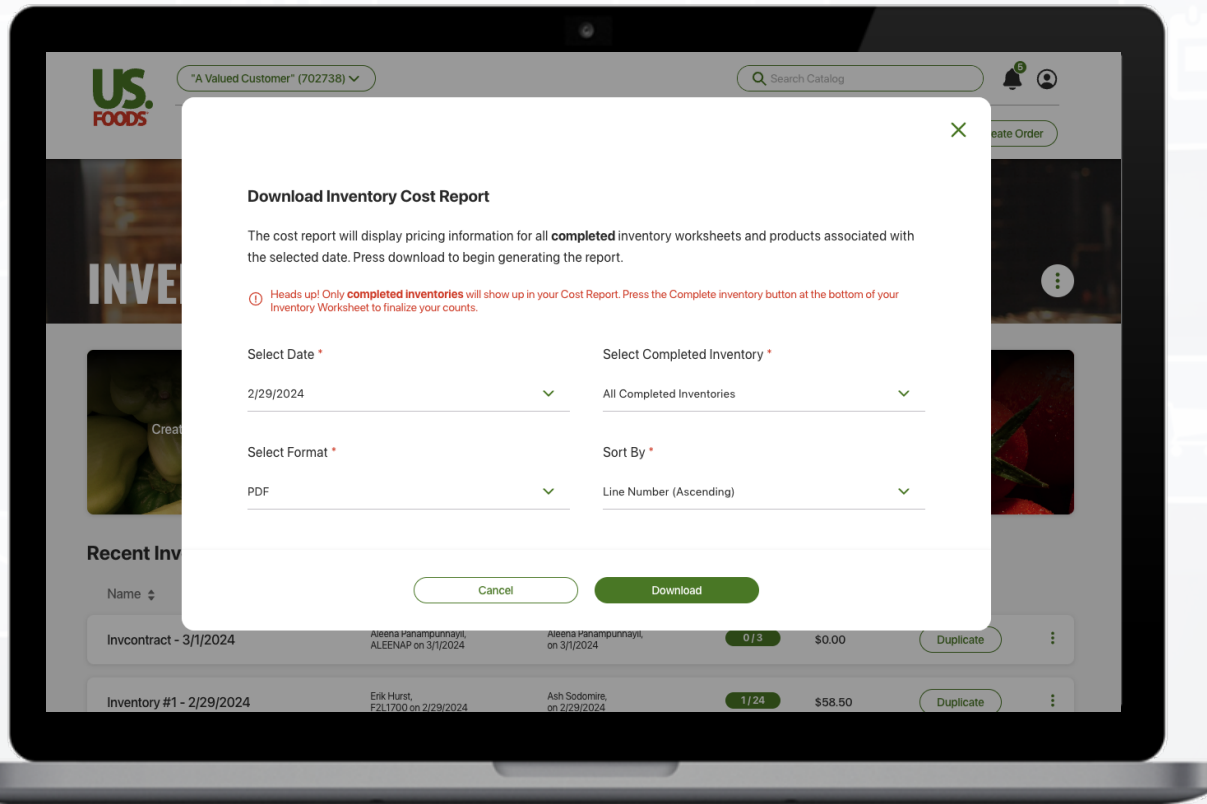 US.
FOODS
"A Valued Customer" (702738)
Search Catalog
5
eate Order
INVE
Download Inventory Cost Report
The cost report will display pricing information for all completed inventory worksheets and products associated with
the selected date. Press download to begin generating the report.
Heads up! Only completed inventories will show up in your Cost Report. Press the Complete inventory button at the bottom of your
Inventory Worksheet to finalize your counts.
Select Date *
Select Completed Inventory *
2/29/2024
All Completed Inventories
Creat
Select Format *
Sort By *
PDF
Line Number (Ascending)
Recent Inv
Cancel
Download
Name
Invcontract - 3/1/2024
Aleena Panampunnayil,
ALEENAP on 3/1/2024
Aleena Panampunnayil,
on 3/1/2024
0 / 3
$0.00
Duplicate
Inventory #1 - 2/29/2024
Erik Hurst,
F2L1700 on 2/29/2024
Ash Sodomire,
on 2/29/2024
1 / 24
$58.50
Duplicate